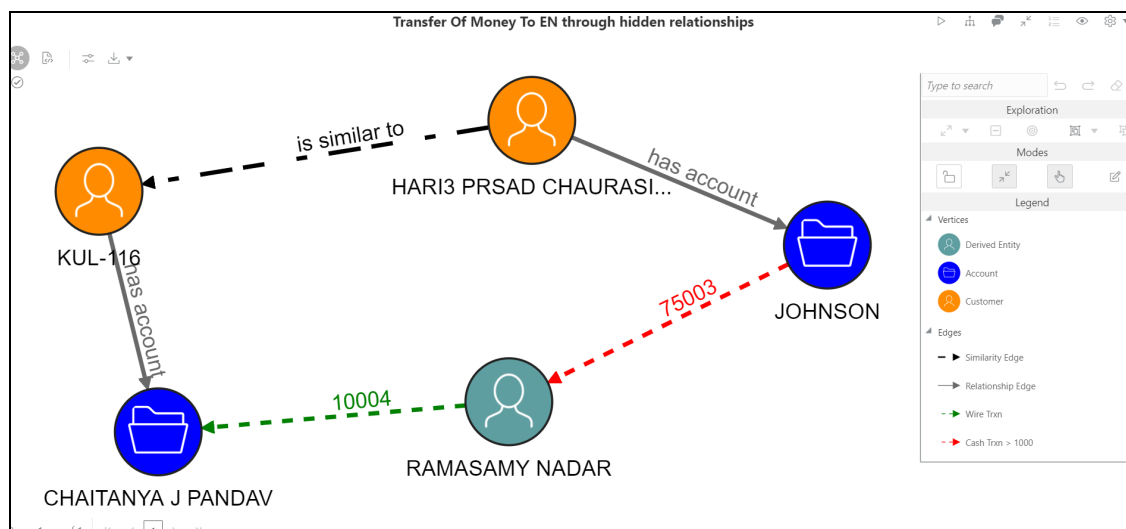 Transfer Of Money To EN through hidden relationships
Type to search
Exploration
Modes
Legend
Vertices
Derived Entity
Account
Customer
Edges
Similarity Edge
Relationship Edge
Wire Trxn
Cash Trxn > 1000
is similar to
HARI3 PRSAD CHAURASI...
has account
KUL-116
has account
JOHNSON
75003
10004
RAMASAMY NADAR
CHAITANYA J PANDAV